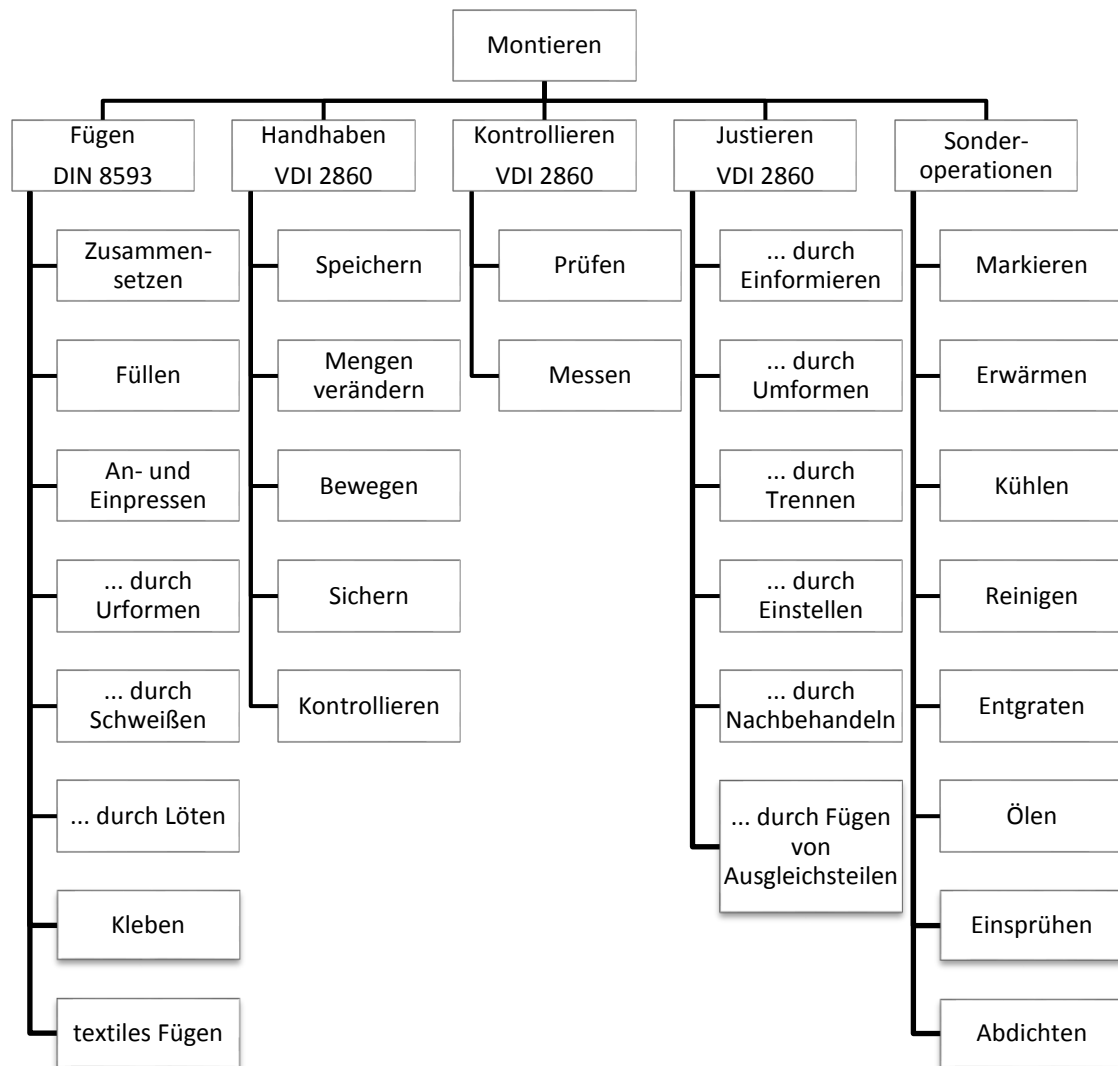 Montieren
Fügen
DIN 8593
Handhaben
VDI 2860
Kontrollieren
VDI 2860
Justieren
VDI 2860
Sonder-
operationen
Zusammen-
setzen
Füllen
An- und
Einpressen
... durch
Urformen
... durch
Schweißen
... durch Löten
Kleben
textiles Fügen
Speichern
Mengen
verändern
Bewegen
Sichern
Kontrollieren
Prüfen
Messen
... durch
Einformieren
... durch
Umformen
... durch
Trennen
... durch
Einstellen
... durch
Nachbehandeln
... durch Fügen
von
Ausgleichsteilen
Markieren
Erwärmen
Kühlen
Reinigen
Entgraten
Ölen
Einsprühen
Abdichten